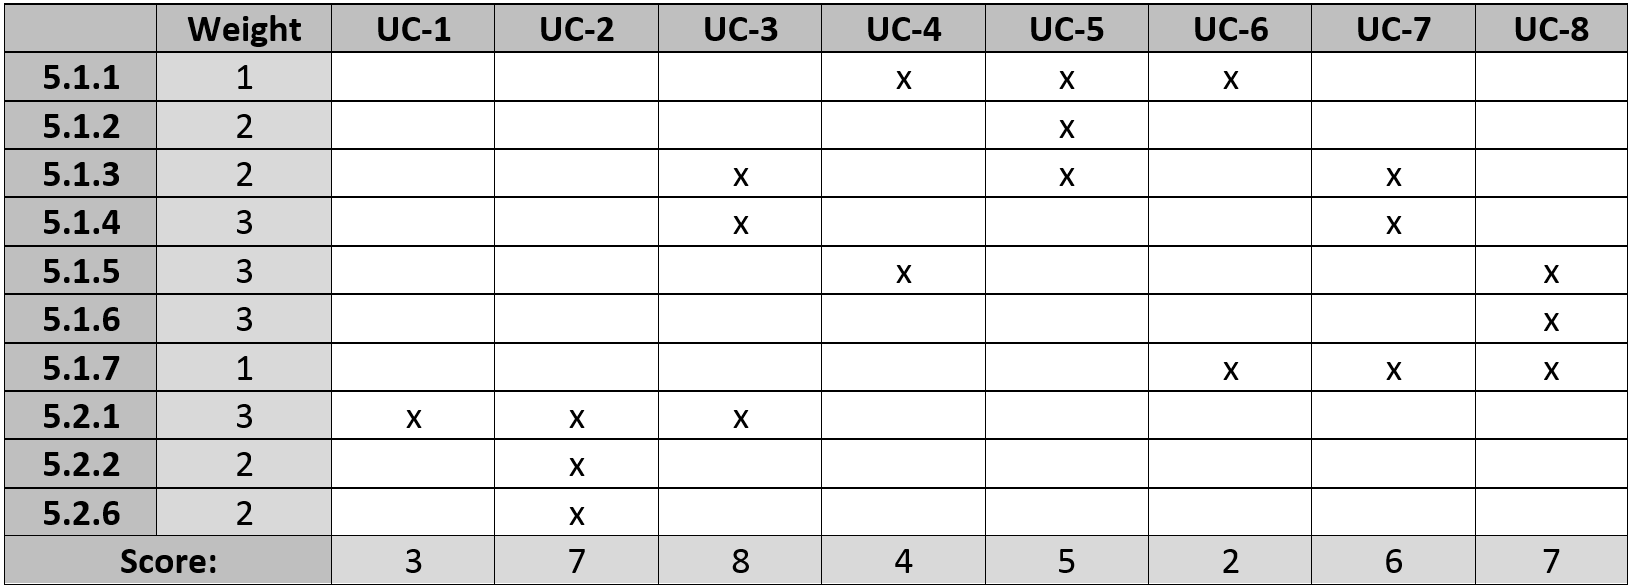 Weight UC-1 UC-2 UC-3 UC-4 UC-5 UC-6 UC-7 UC-8
5.1.1 1 x x x
5.1.2 2 x
5.1.3 2 x x x
5.1.4 3 x x
5.1.5 3 x x
5.1.6 3 x
5.1.7 1 x x x
5.2.1 3 x x x
5.2.2 2 x
5.2.6 2 x
Score: 3 7 8 4 5 2 6 7